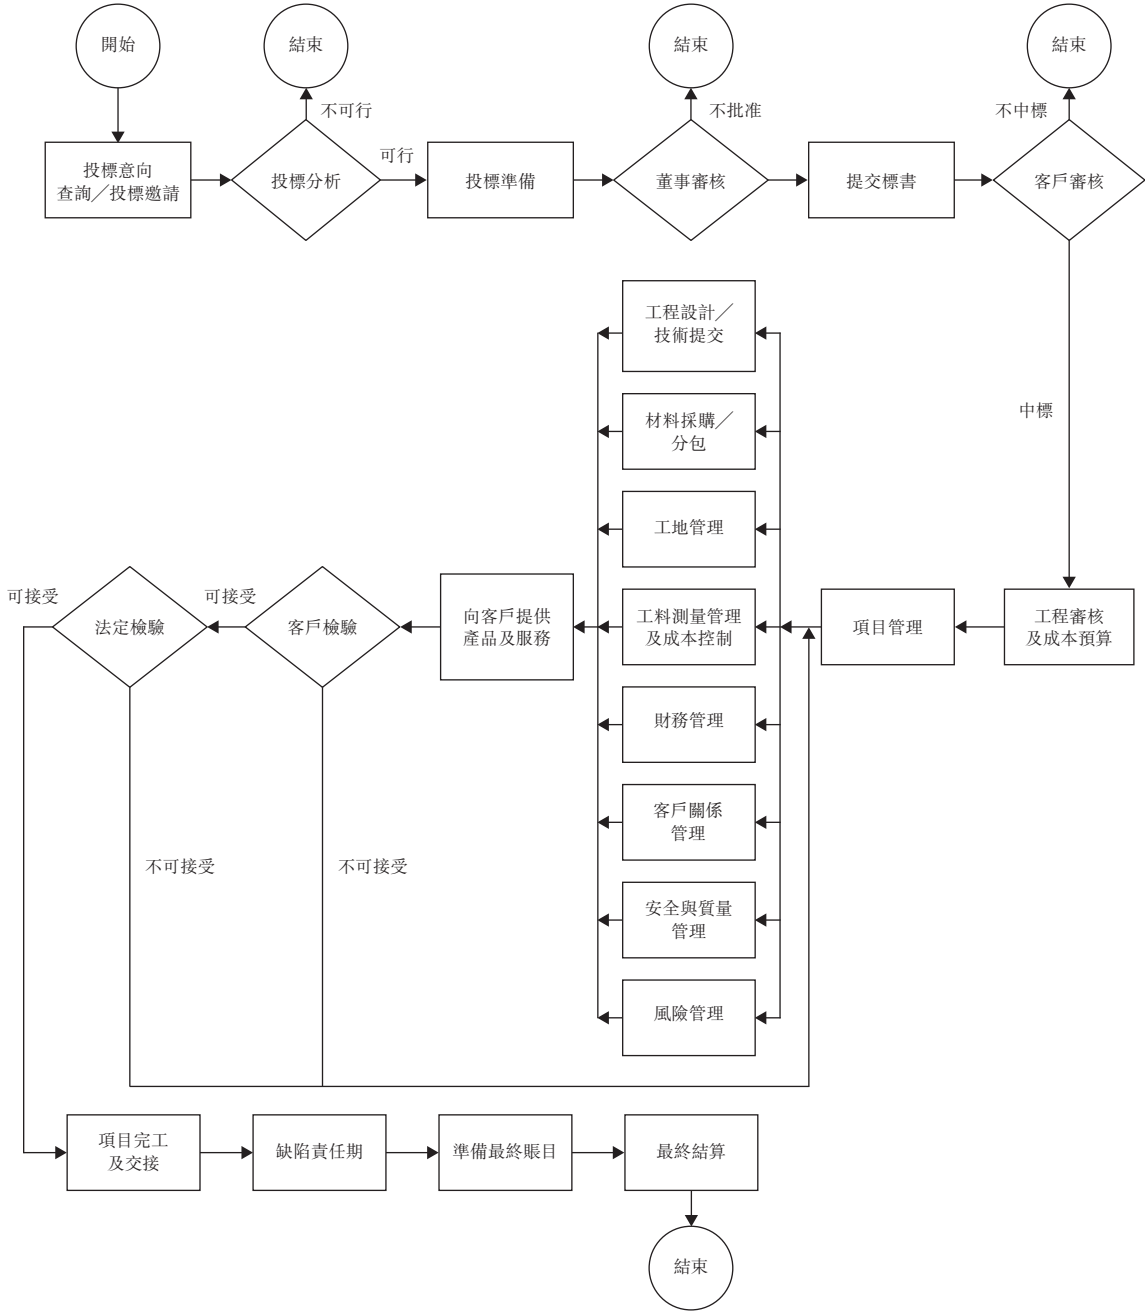 開始
結束
結束
結束
不可行
不批准
不中標
投標意向
查詢／投標邀請
投標分析
可行
投標準備
董事審核
提交標書
客戶審核
工程設計／
技術提交
材料採購／
分包
中標
工地管理
可接受
法定檢驗
可接受
客戶檢驗
向客戶提供
產品及服務
工料測量管理
及成本控制
項目管理
工程審核
及成本預算
財務管理
客戶關係
管理
不可接受
不可接受
安全與質量
管理
風險管理
項目完工
及交接
缺陷責任期
準備最終賬目
最終結算
結束